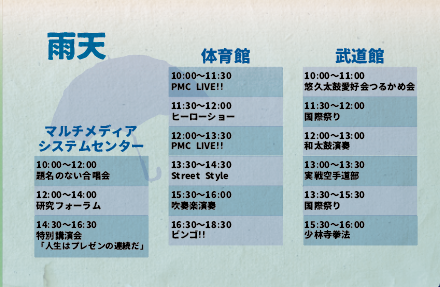 雨天
マルチメディア
システムセンター
10:00〜12:00
題名のない合唱会
12:00〜14:00
研究フォーラム
14:30〜16:30
特別講演会
「人生はプレゼンの連続だ」
体育館
10:00〜11:30
PMC LIVE!!
11:30〜12:00
ヒーローショー
12:00〜13:30
PMC LIVE!!
13:30〜14:30
Street Style
15:30〜16:00
吹奏楽演奏
16:30〜18:30
ビンゴ!!
武道館
10:00〜11:00
悠久太鼓愛好会つるかめ会
11:30〜12:00
国際祭り
12:00〜13:00
和太鼓演奏
13:00〜13:30
実戦空手道部
13:30〜15:30
国際祭り
15:30〜16:00
少林寺拳法